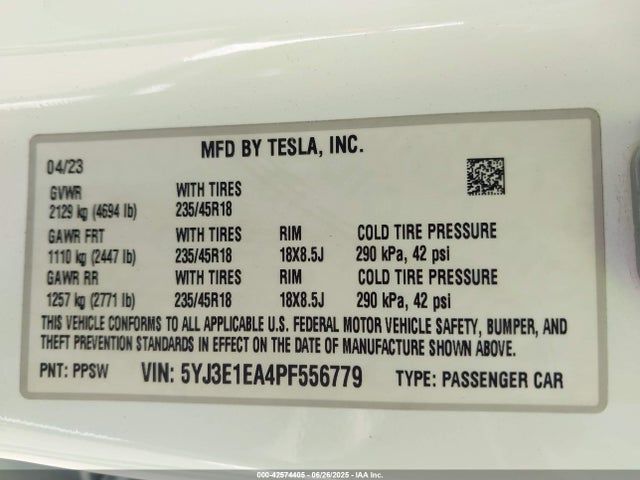 MFD BY TESLA, INC.
04/23
GVWR WITH TIRES
2129 kg (4694 lb) 235/45R18
GAWR FRT WITH TIRES RIM COLD TIRE PRESSURE
1110 kg (2447 lb) 235/45R18 18X8.5J 290 kPa, 42 psi
GAWR RR WITH TIRES RIM COLD TIRE PRESSURE
1257 kg (2771 lb) 235/45R18 18X8.5J 290 kPa, 42 psi
THIS VEHICLE CONFORMS TO ALL APPLICABLE U.S. FEDERAL MOTOR VEHICLE SAFETY, BUMPER, AND
THEFT PREVENTION STANDARDS IN EFFECT ON THE DATE OF MANUFACTURE SHOWN ABOVE.
PNT: PPSW VIN: 5YJ3E1EA4PF556779 TYPE: PASSENGER CAR
000-42574405 - 06/26/2025 - IAA Inc.